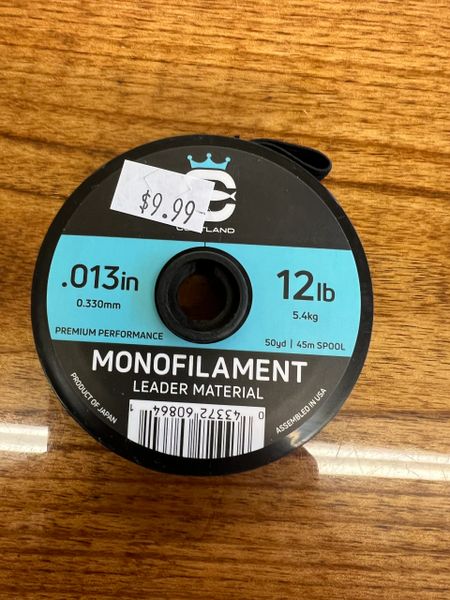 $9.99
.013in
0.330mm
12lb
5.4kg
PREMIUM PERFORMANCE
50yd | 45m SPOOL
MONOFILAMENT
LEADER MATERIAL
PRODUCT OF JAPAN
ASSEMBLED IN USA
0 43372 60864 1